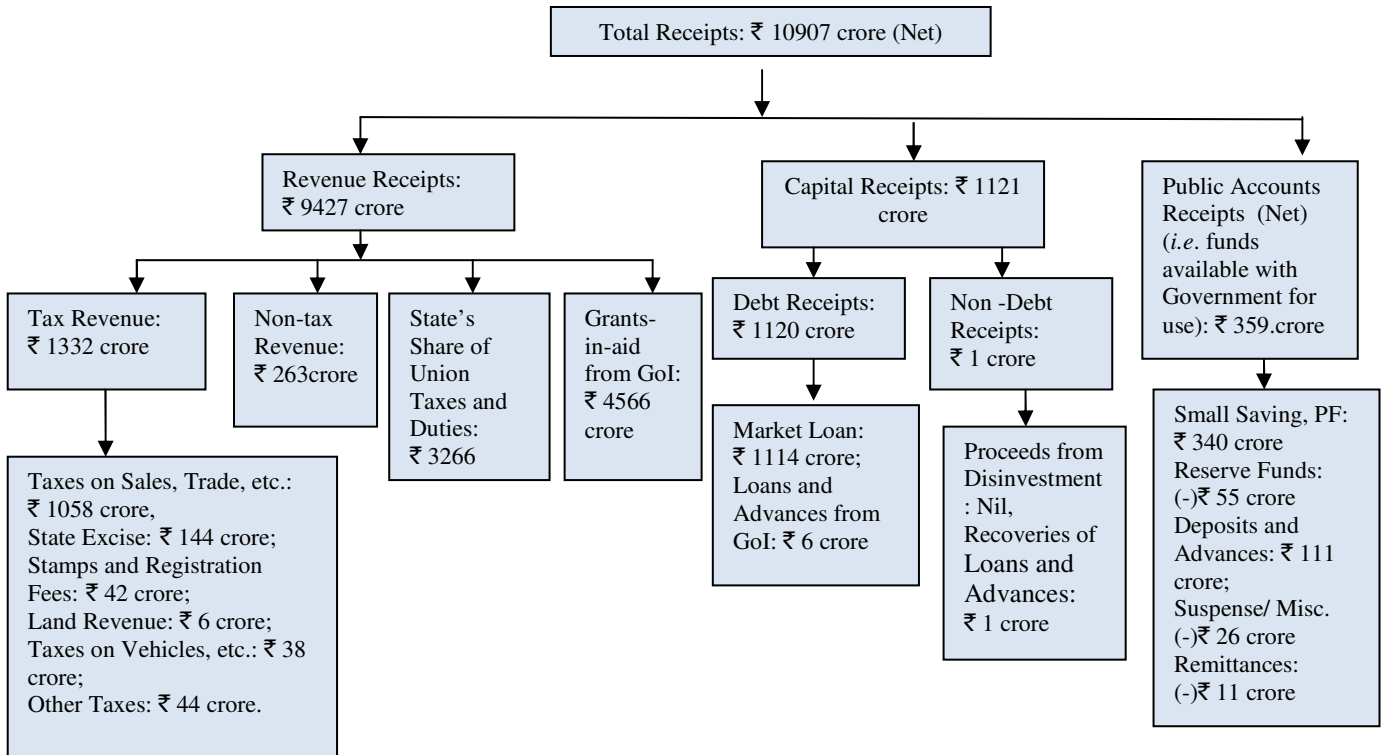 Total Receipts: ₹ 10907 crore (Net)
Revenue Receipts:
₹ 9427 crore
Capital Receipts: ₹ 1121
crore
Public Accounts
Receipts (Net)
(i.e. funds
available with
Government for
use): ₹ 359.crore
Tax Revenue:
₹ 1332 crore
Non-tax
Revenue:
₹ 263crore
State's
Share of
Union
Taxes and
Duties:
₹ 3266
Grants-
in-aid
from GoI:
₹ 4566
crore
Debt Receipts:
₹ 1120 crore
Non -Debt
Receipts:
₹ 1 crore
Taxes on Sales, Trade, etc.:
₹ 1058 crore,
State Excise: ₹ 144 crore;
Stamps and Registration
Fees: ₹ 42 crore;
Land Revenue: ₹ 6 crore;
Taxes on Vehicles, etc.: ₹ 38
crore;
Other Taxes: ₹ 44 crore.
Market Loan:
₹ 1114 crore;
Loans and
Advances from
GoI: ₹ 6 crore
Proceeds from
Disinvestment
: Nil,
Recoveries of
Loans and
Advances:
₹ 1 crore
Small Saving, PF:
₹ 340 crore
Reserve Funds:
(-)₹ 55 crore
Deposits and
Advances: ₹ 111
crore;
Suspense/ Misc.
(-)₹ 26 crore
Remittances:
(-)₹ 11 crore